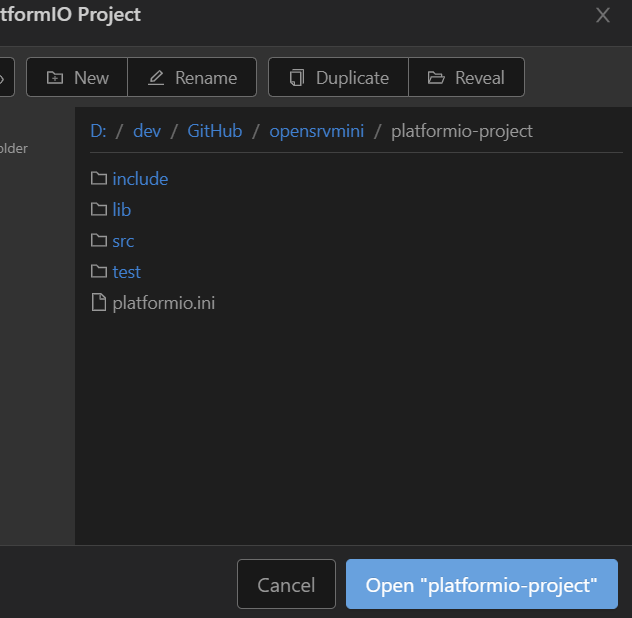 tformIO Project
New Rename Duplicate Reveal
older
D: / dev / GitHub / opensrvmini / platformio-project
include
lib
src
test
platformio.ini
Cancel Open "platformio-project"